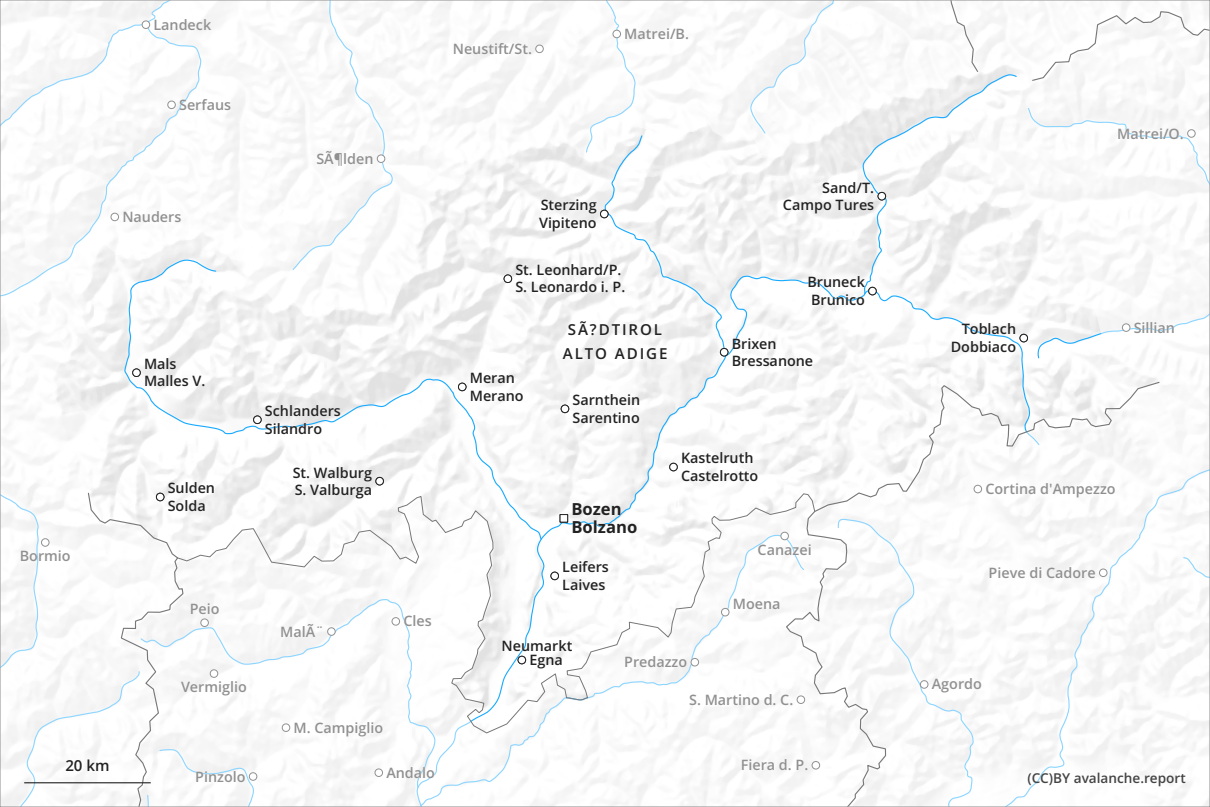 Landeck
Matrei/B.
Neustift/St.
Serfaus
Matrei/O.
SÃ¶lden
Sand/T.
Campo Tures
Nauders
Sterzing
Vipiteno
St. Leonhard/P.
S. Leonardo i. P.
Bruneck
Brunico
SÃ?DTIROL
ALTO ADIGE
Toblach
Dobbiaco
Sillian
Brixen
Bressanone
Mals
Malles V.
Meran
Merano
Sarnthein
Sarentino
Schlanders
Silandro
Kastelruth
Castelrotto
St. Walburg
S. Valburga
Sulden
Solda
Cortina d'Ampezzo
Bozen
Bolzano
Bormio
Canazei
Leifers
Laives
Pieve di Cadore
Peio
Moena
MalÃ¨
Cles
Neumarkt
Egna
Predazzo
Vermiglio
Agordo
S. Martino d. C.
M. Campiglio
20 km
Fiera d. P.
Pinzolo
Andalo
(CC)BY avalanche.report